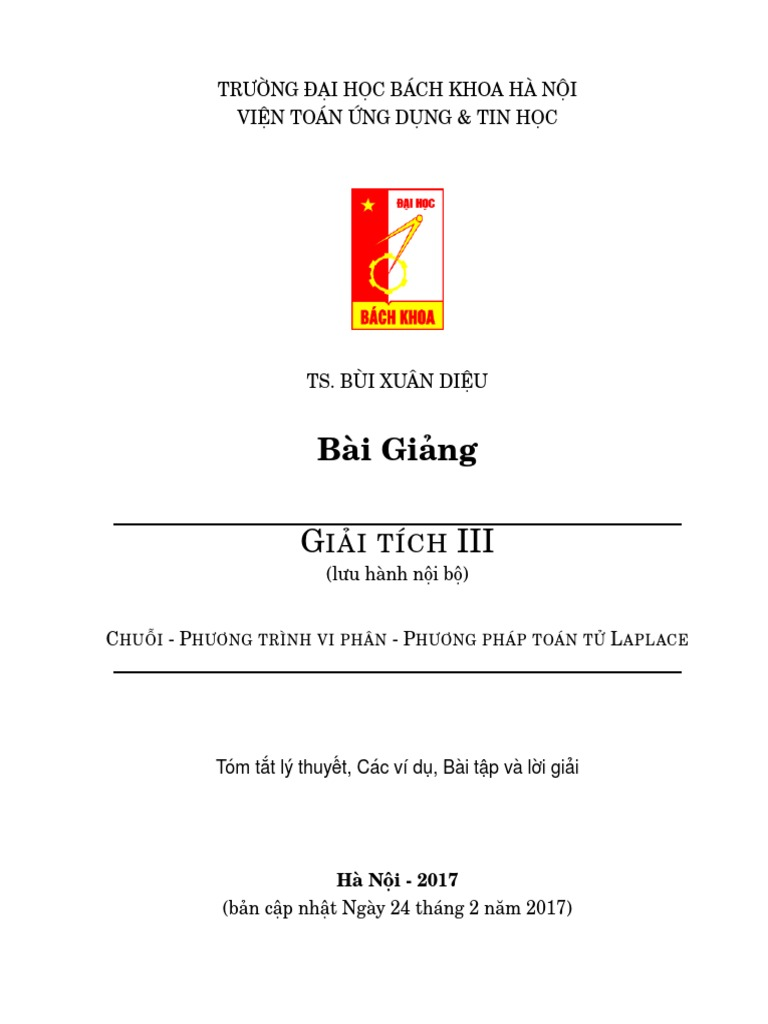 TRƯỜNG ĐẠI HỌC BÁCH KHOA HÀ NỘI
VIỆN TOÁN ỨNG DỤNG & TIN HỌC
ĐẠI HỌC
BÁCH KHOA
TS. BÙI XUÂN DIỆU
Bài Giảng
GIẢI TÍCH III
(lưu hành nội bộ)
CHUỖI - PHƯƠNG TRÌNH VI PHÂN - PHƯƠNG PHÁP TOÁN TỬ LAPLACE
Tóm tắt lý thuyết, Các ví dụ, Bài tập và lời giải
Hà Nội - 2017
(bản cập nhật Ngày 24 tháng 2 năm 2017)